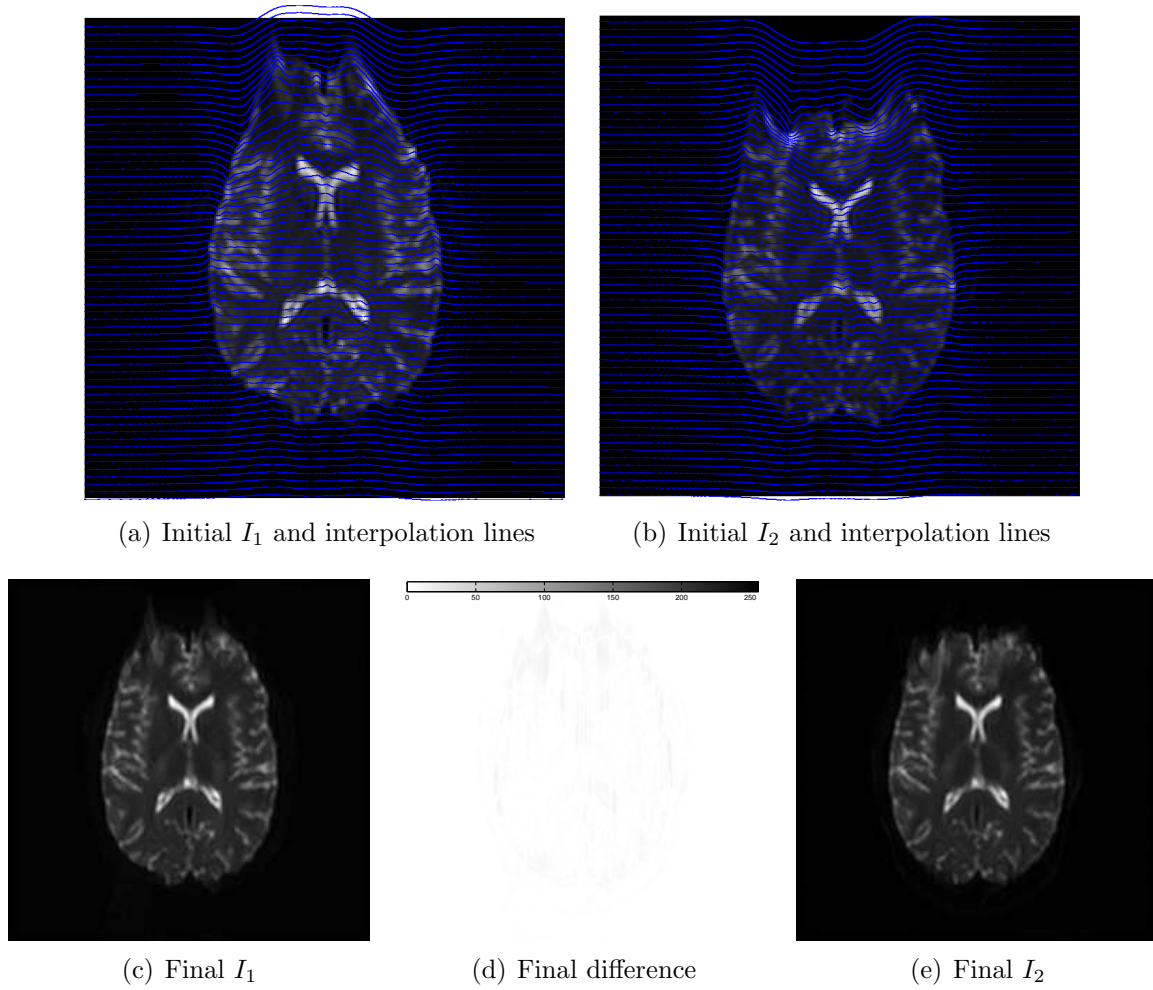 (a) Initial I₁ and interpolation lines
(b) Initial I₂ and interpolation lines
0 50 100 150 200 250
(c) Final I₁
(d) Final difference
(e) Final I₂